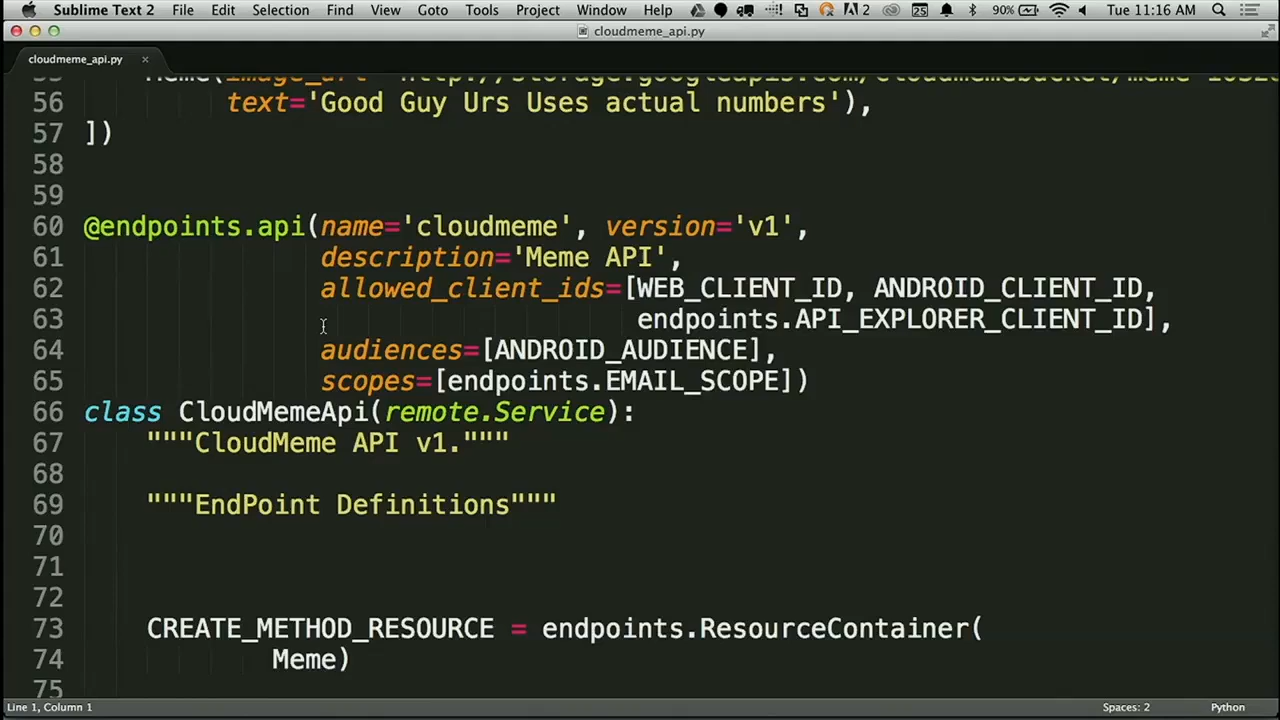 Sublime Text 2 File Edit Selection Find View Goto Tools Project Window Help 2 25 90% Tue 11:16 AM
cloudmeme_api.py
cloudmeme_api.py ×
56 text='Good Guy Urs Uses actual numbers'),
57 ])
58
59
60 @endpoints.api(name='cloudmeme', version='v1',
61 description='Meme API',
62 allowed_client_ids=[WEB_CLIENT_ID, ANDROID_CLIENT_ID,
63 endpoints.API_EXPLORER_CLIENT_ID],
64 audiences=[ANDROID_AUDIENCE],
65 scopes=[endpoints.EMAIL_SCOPE])
66 class CloudMemeApi(remote.Service):
67 """CloudMeme API v1."""
68
69 """EndPoint Definitions"""
70
71
72
73 CREATE_METHOD_RESOURCE = endpoints.ResourceContainer(
74 Meme)
75
Line 1, Column 1 Spaces: 2 Python